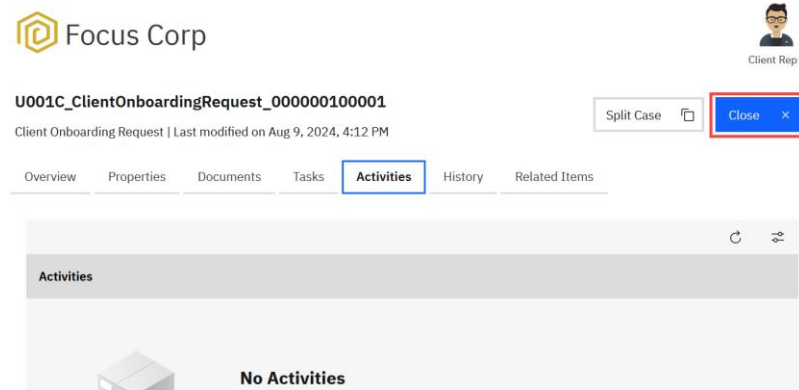 Focus Corp
Client Rep
U001C_ClientOnboardingRequest_000000100001
Split Case
Close
Client Onboarding Request | Last modified on Aug 9, 2024, 4:12 PM
Overview Properties Documents Tasks Activities History Related Items
Activities
No Activities